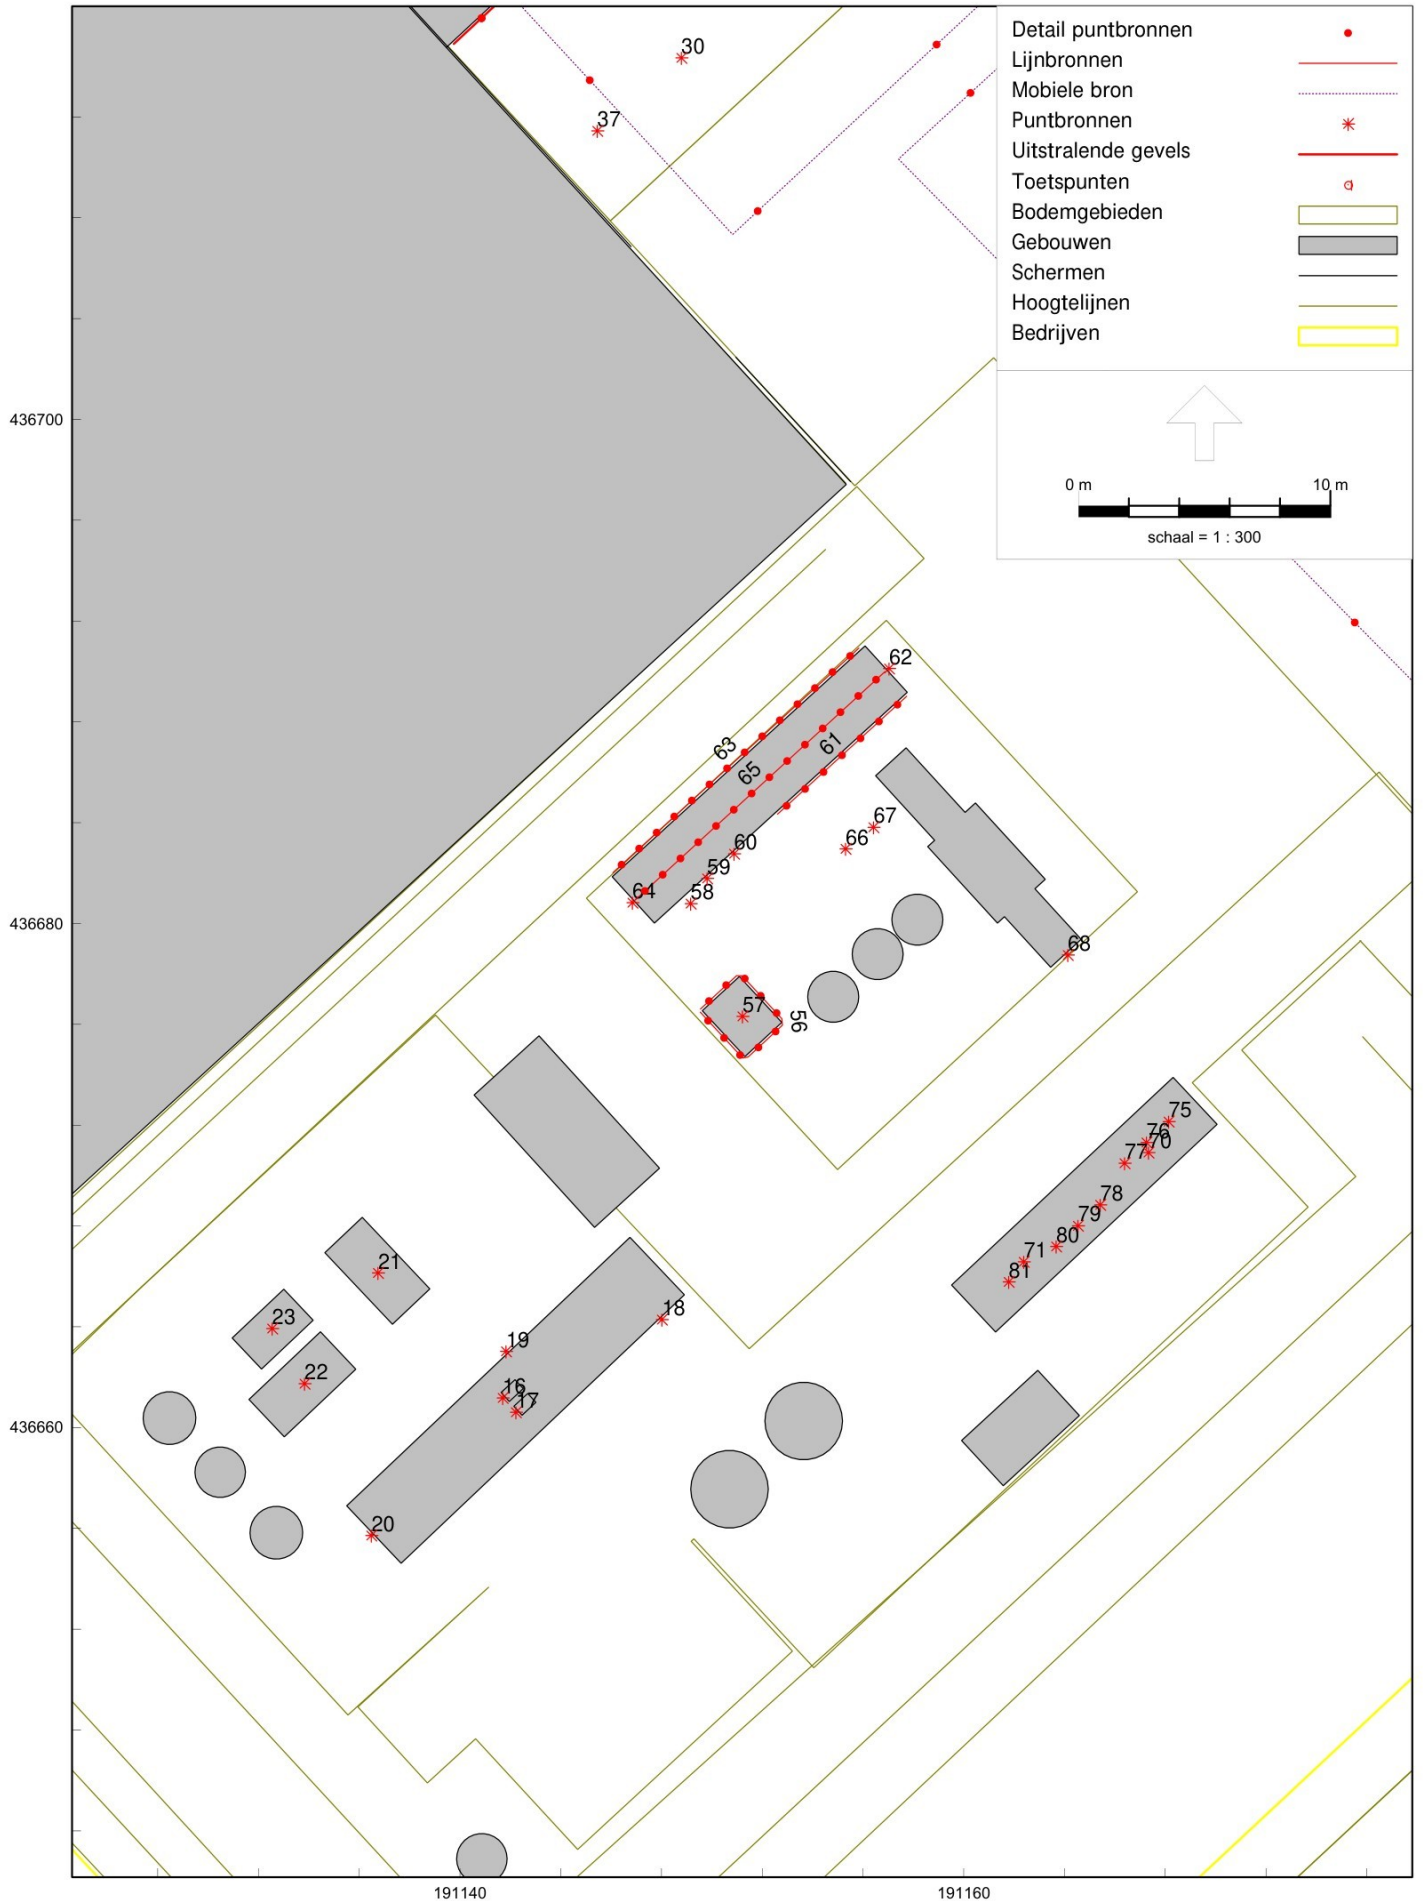 Detail puntbronnen
Lijnbronnen
Mobiele bron
Puntbronnen
Uitstralende gevels
Toetspunten
Bodemgebieden
Gebouwen
Schermen
Hoogtelijnen
Bedrijven
0 m 10 m
schaal = 1 : 300
30
37
436700
62
63
61
65
67
66
60
59
64
58
436680
68
57
56
75
76
70
77
78
79
80
71
81
21
23
18
19
22
16
17
436660
20
191140 191160